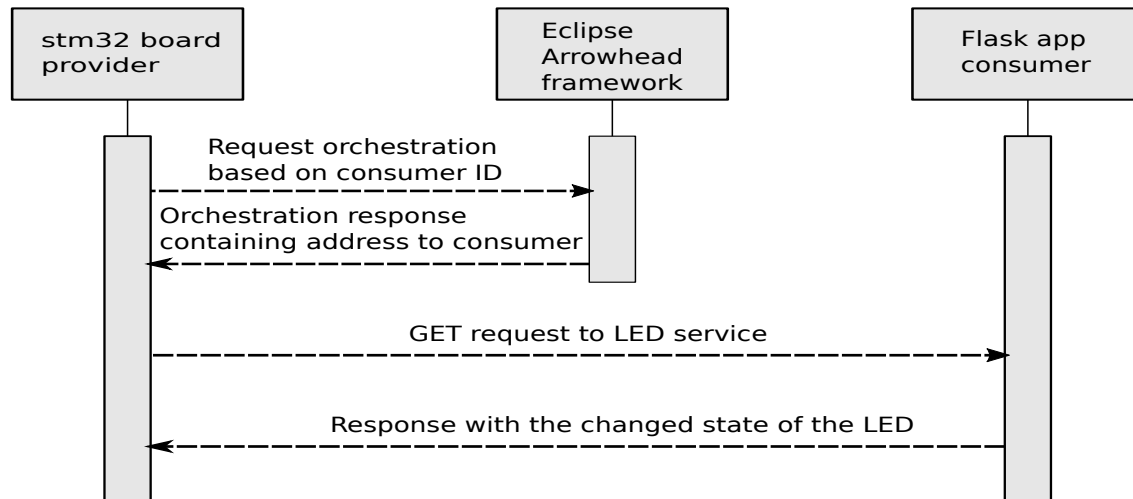 stm32 board
provider
Eclipse
Arrowhead
framework
Flask app
consumer
Request orchestration
based on consumer ID
Orchestration response
containing address to consumer
GET request to LED service
Response with the changed state of the LED